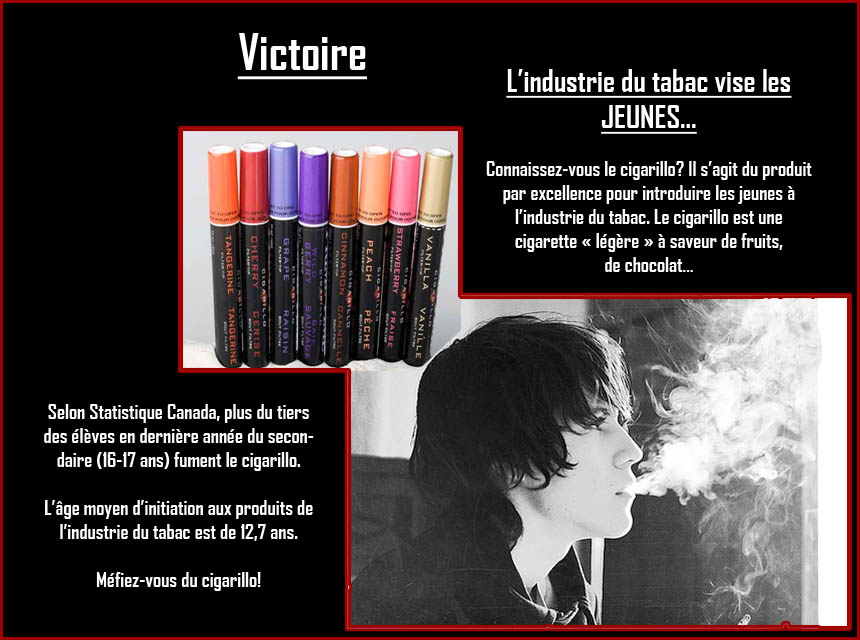 Victoire
L'industrie du tabac vise les
JEUNES...
Connaissez-vous le cigarillo? Il s'agit du produit
par excellence pour introduire les jeunes à
l'industrie du tabac. Le cigarillo est une
cigarette « légère » à saveur de fruits,
de chocolat...
TANGERINE
TANGERINE
CHERRY
CERISE
GRAPE
RAISIN
WILD BERRY
SAUVAGE
CINNAMON
CANNELLE
PEACH
PÊCHE
STRAWBERRY
FRAISE
VANILLA
VANILLE
Selon Statistique Canada, plus du tiers
des élèves en dernière année du secon-
daire (16-17 ans) fument le cigarillo.
L'âge moyen d'initiation aux produits de
l'industrie du tabac est de 12,7 ans.
Méfiez-vous du cigarillo!